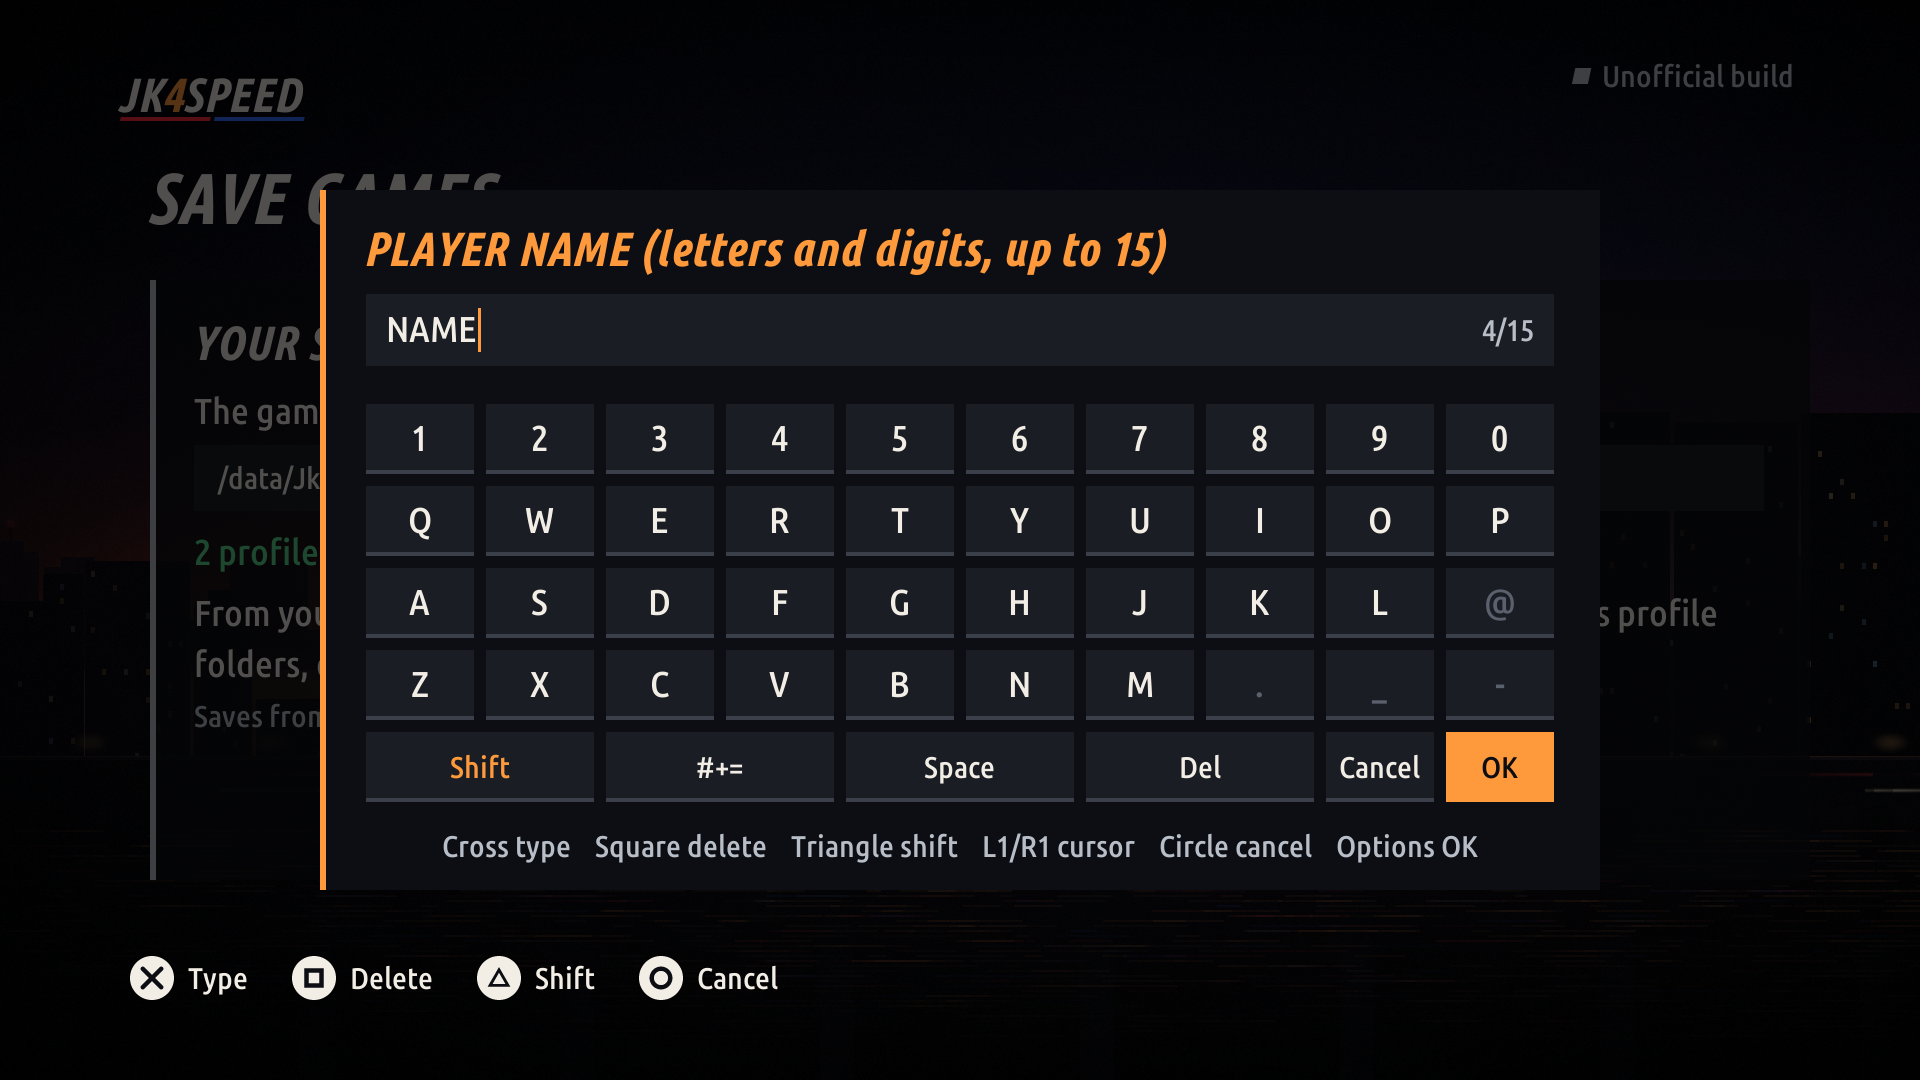 JK4SPEED
Unofficial build
SAVE GAMES
PLAYER NAME (letters and digits, up to 15)
NAME
4/15
YOUR
The gam
/data/Jk
2 profile
From you
s profile
folders,
Saves from
1 2 3 4 5 6 7 8 9 0
Q W E R T Y U I O P
A S D F G H J K L @
Z X C V B N M . _ -
Shift #+= Space Del Cancel OK
Cross type Square delete Triangle shift L1/R1 cursor Circle cancel Options OK
Type Delete Shift Cancel